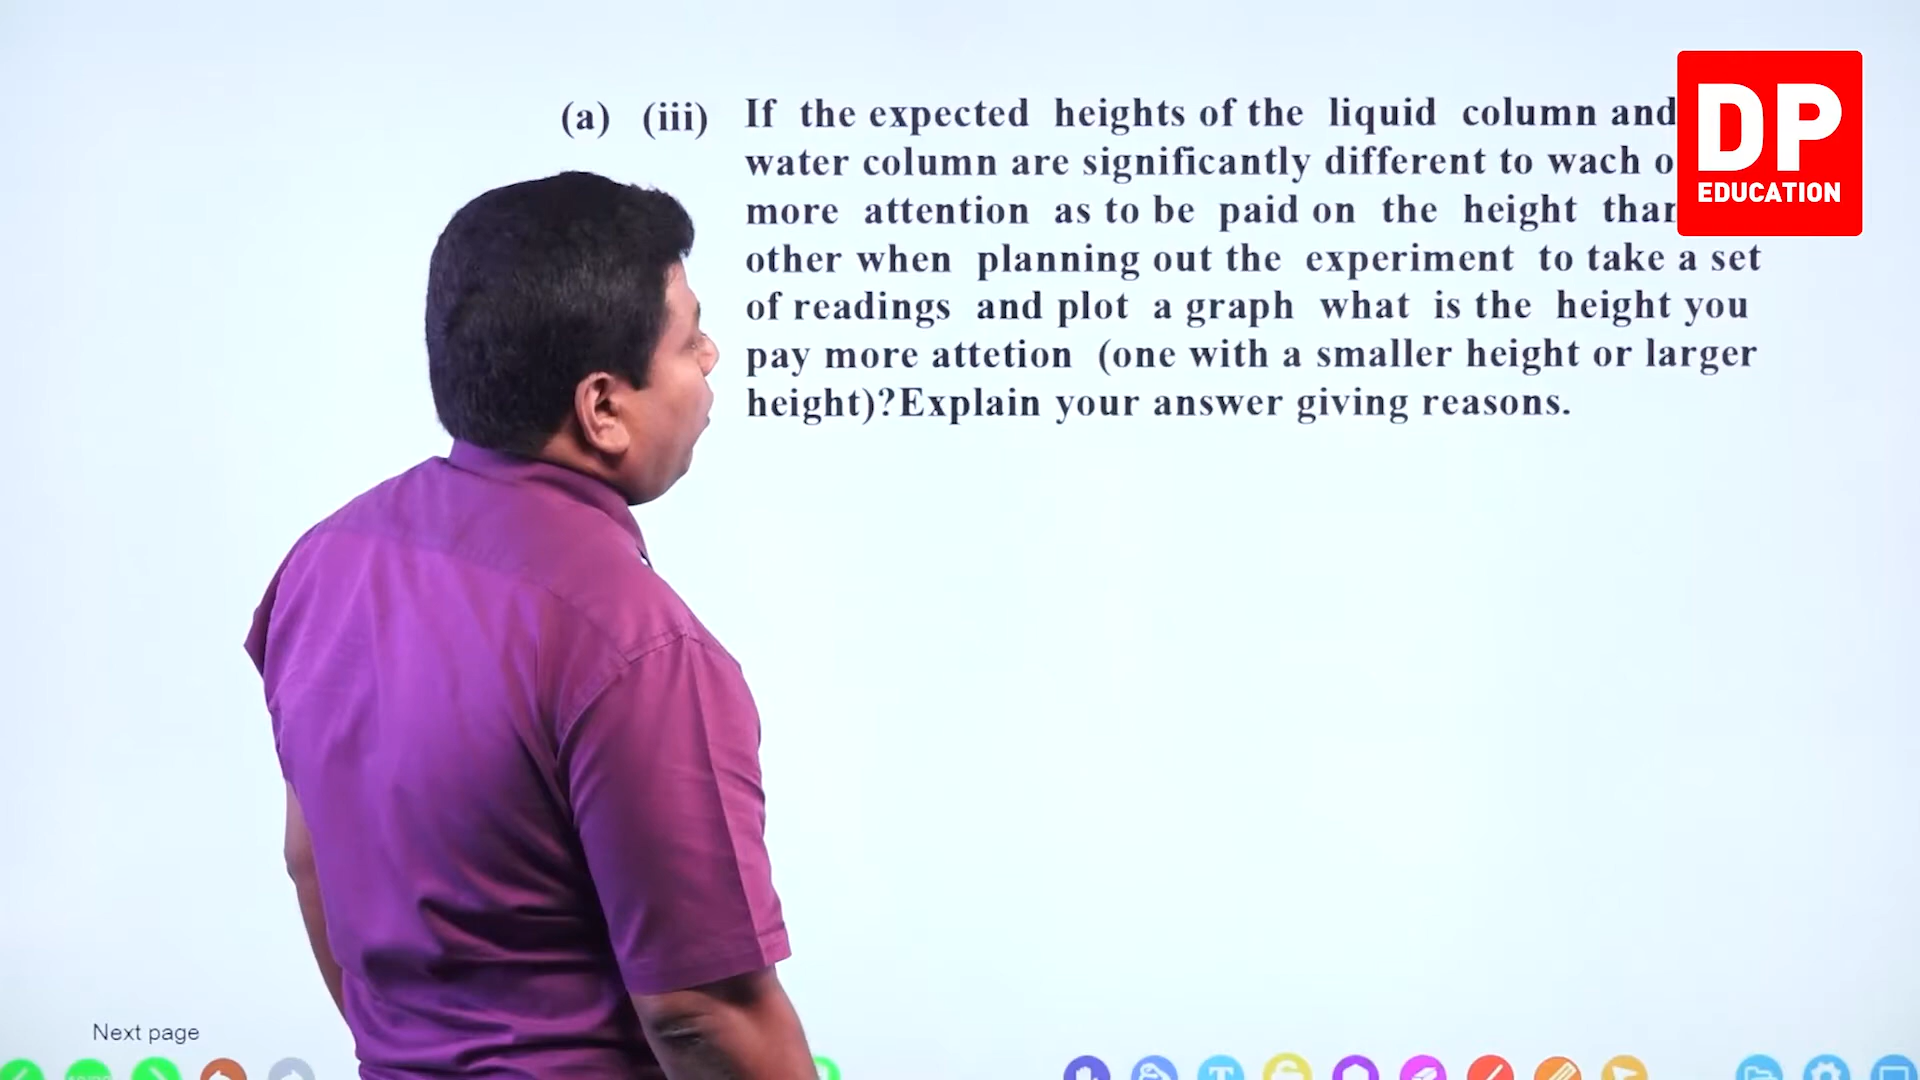 (a) (iii) If the expected heights of the liquid column and
water column are significantly different to wach
more attention as to be paid on the height
other when planning out the experiment to take a set
of readings and plot a graph what is the height you
pay more attetion (one with a smaller height or larger
height)?Explain your answer giving reasons.
DP
EDUCATION
Next page